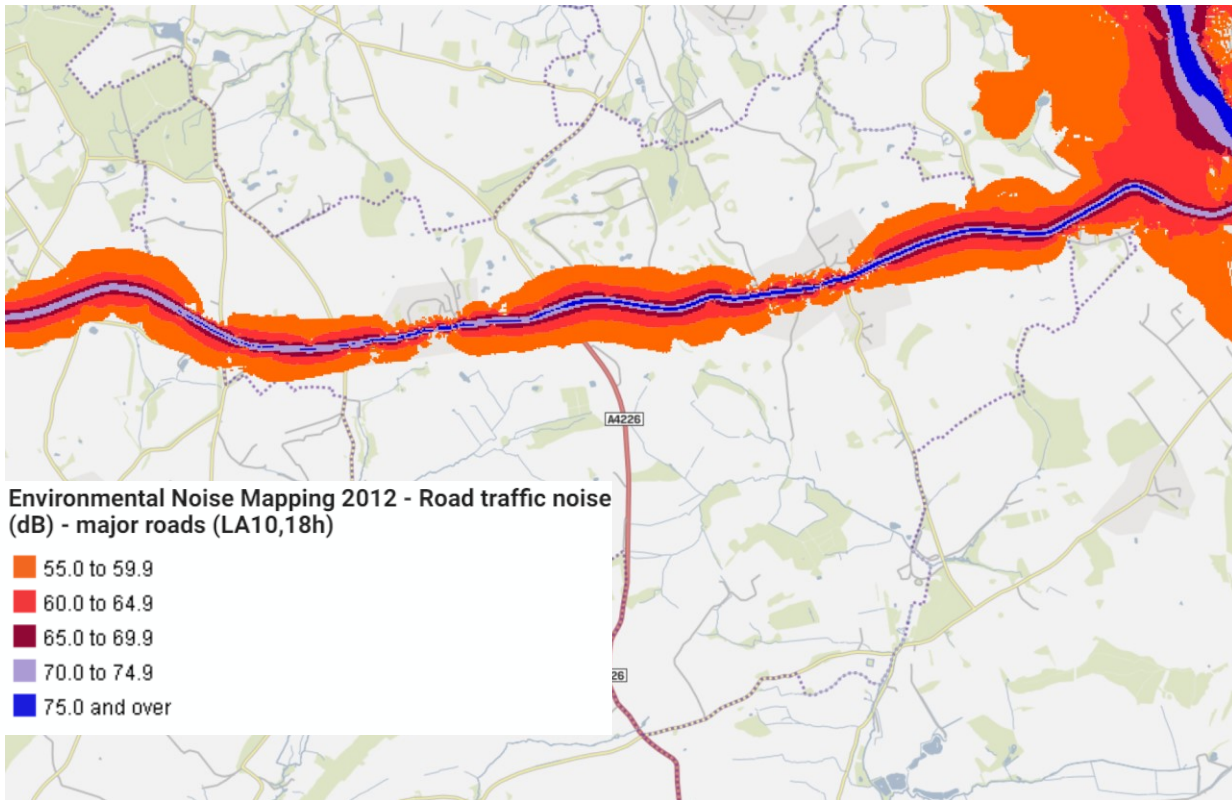 A4226
Environmental Noise Mapping 2012 - Road traffic noise
(dB) - major roads (LA10,18h)
55.0 to 59.9
60.0 to 64.9
65.0 to 69.9
70.0 to 74.9
75.0 and over
26